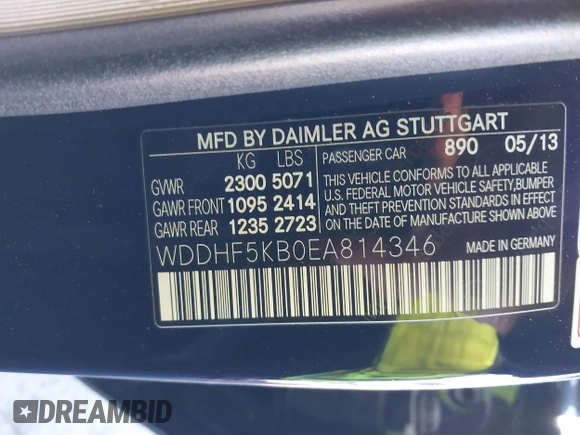 MFD BY DAIMLER AG STUTTGART
KG LBS PASSENGER CAR 890 05/13
GVWR 2300 5071
GAWR FRONT 1095 2414
GAWR REAR 1235 2723
THIS VEHICLE CONFORMS TO ALL APPLICABLE
U.S. FEDERAL MOTOR VEHICLE SAFETY, BUMPER
AND THEFT PREVENTION STANDARDS IN EFFECT
ON THE DATE OF MANUFACTURE SHOWN ABOVE.
WDDHF5KB0EA814346 MADE IN GERMANY
DREAMBID